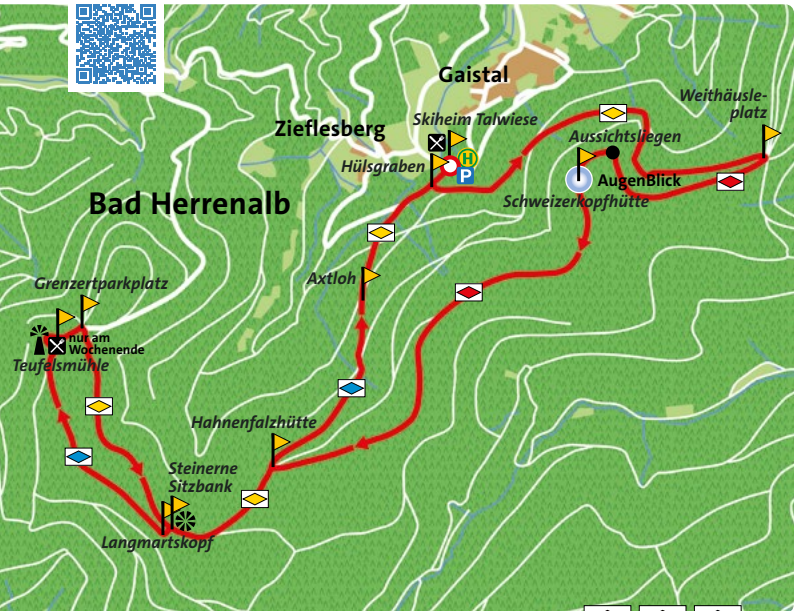 Gaistal
Weithäusle-
platz
Skiheim Talwiese
Zieflesberg
Aussichtsliegen
H
Hülsgraben
P
AugenBlick
Bad Herrenalb
Schweizerkopfhütte
Axtloh
Grenzertparkplatz
nur am
Wochenende
Teufelsmühle
Hahnenfalzhütte
Steinerne
Sitzbank
Langmartskopf